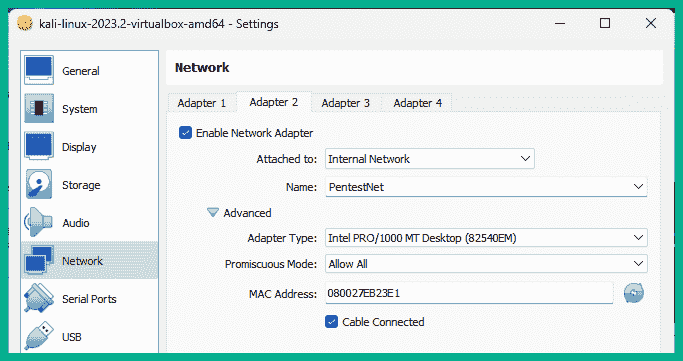 kali-linux-2023.2-virtualbox-amd64 - Settings
General
System
Display
Storage
Audio
Network
Serial Ports
USB
Network
Adapter 1 Adapter 2 Adapter 3 Adapter 4
Enable Network Adapter
Attached to: Internal Network
Name: PentestNet
Advanced
Adapter Type: Intel PRO/1000 MT Desktop (82540EM)
Promiscuous Mode: Allow All
MAC Address: 080027EB23E1
Cable Connected